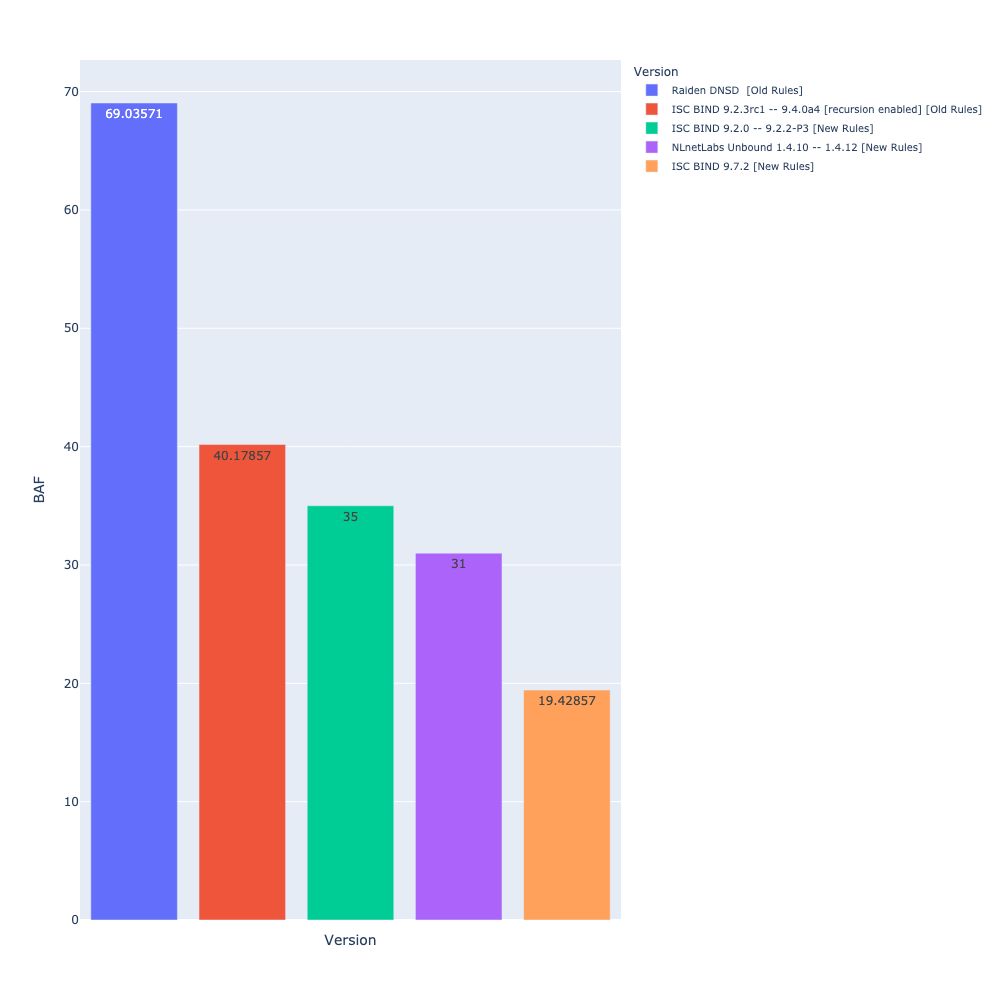 Version
Raiden DNSD  [Old Rules]
ISC BIND 9.2.3rc1 -- 9.4.0a4 [recursion enabled] [Old Rules]
ISC BIND 9.2.0 -- 9.2.2-P3 [New Rules]
NLnetLabs Unbound 1.4.10 -- 1.4.12 [New Rules]
ISC BIND 9.7.2 [New Rules]
70
60
50
40
30
20
10
0
BAF
69.03571
40.17857
35
31
19.42857
Version